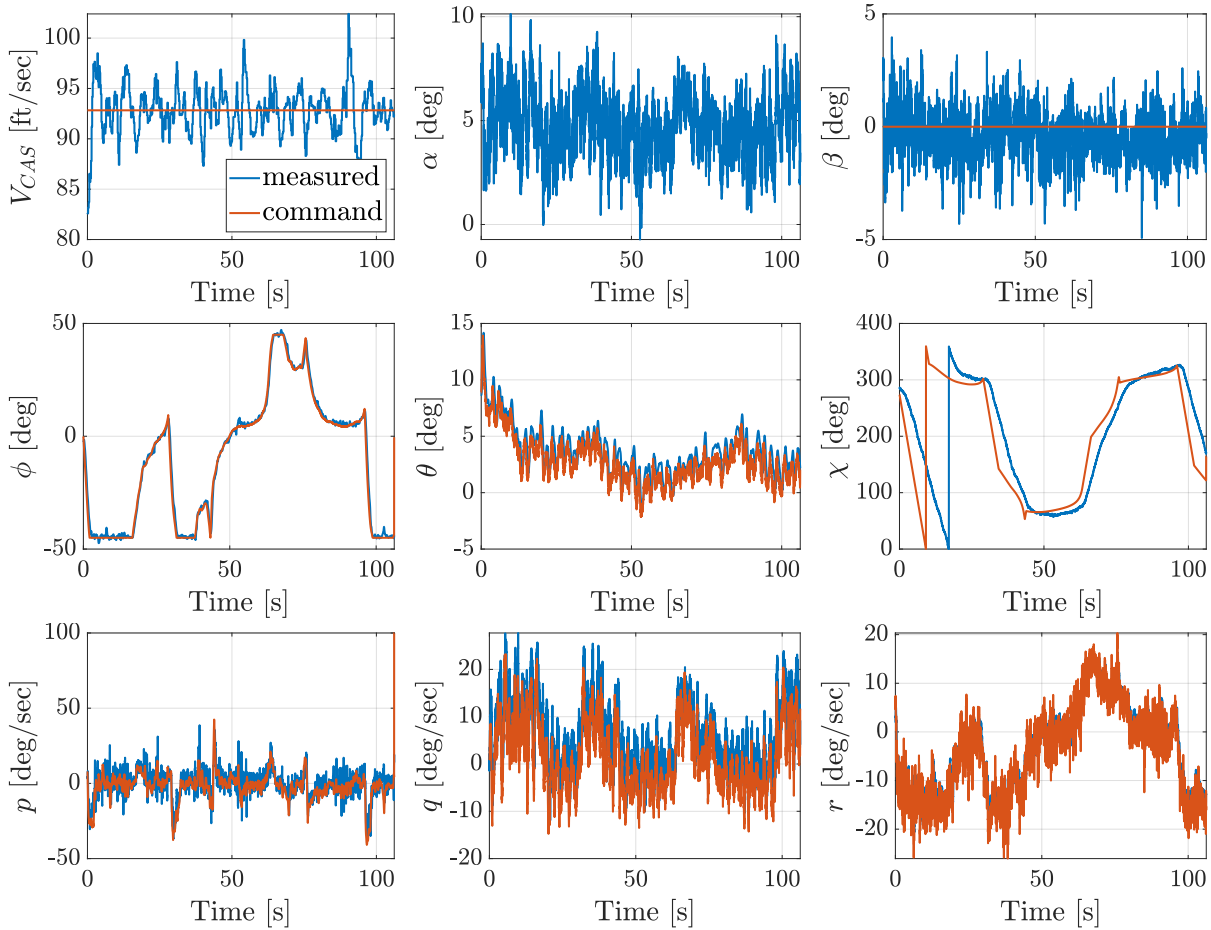 100
95
90
85
80
V_CAS [ft/sec]
measured
command
0 50 100
Time [s]
10
5
0
α [deg]
0 50 100
Time [s]
5
0
-5
β [deg]
0 50 100
Time [s]
50
0
-50
ϕ [deg]
0 50 100
Time [s]
15
10
5
0
-5
θ [deg]
0 50 100
Time [s]
400
300
200
100
0
χ [deg]
0 50 100
Time [s]
100
50
0
-50
p [deg/sec]
0 50 100
Time [s]
20
10
0
-10
-20
q [deg/sec]
0 50 100
Time [s]
20
10
0
-10
-20
r [deg/sec]
0 50 100
Time [s]